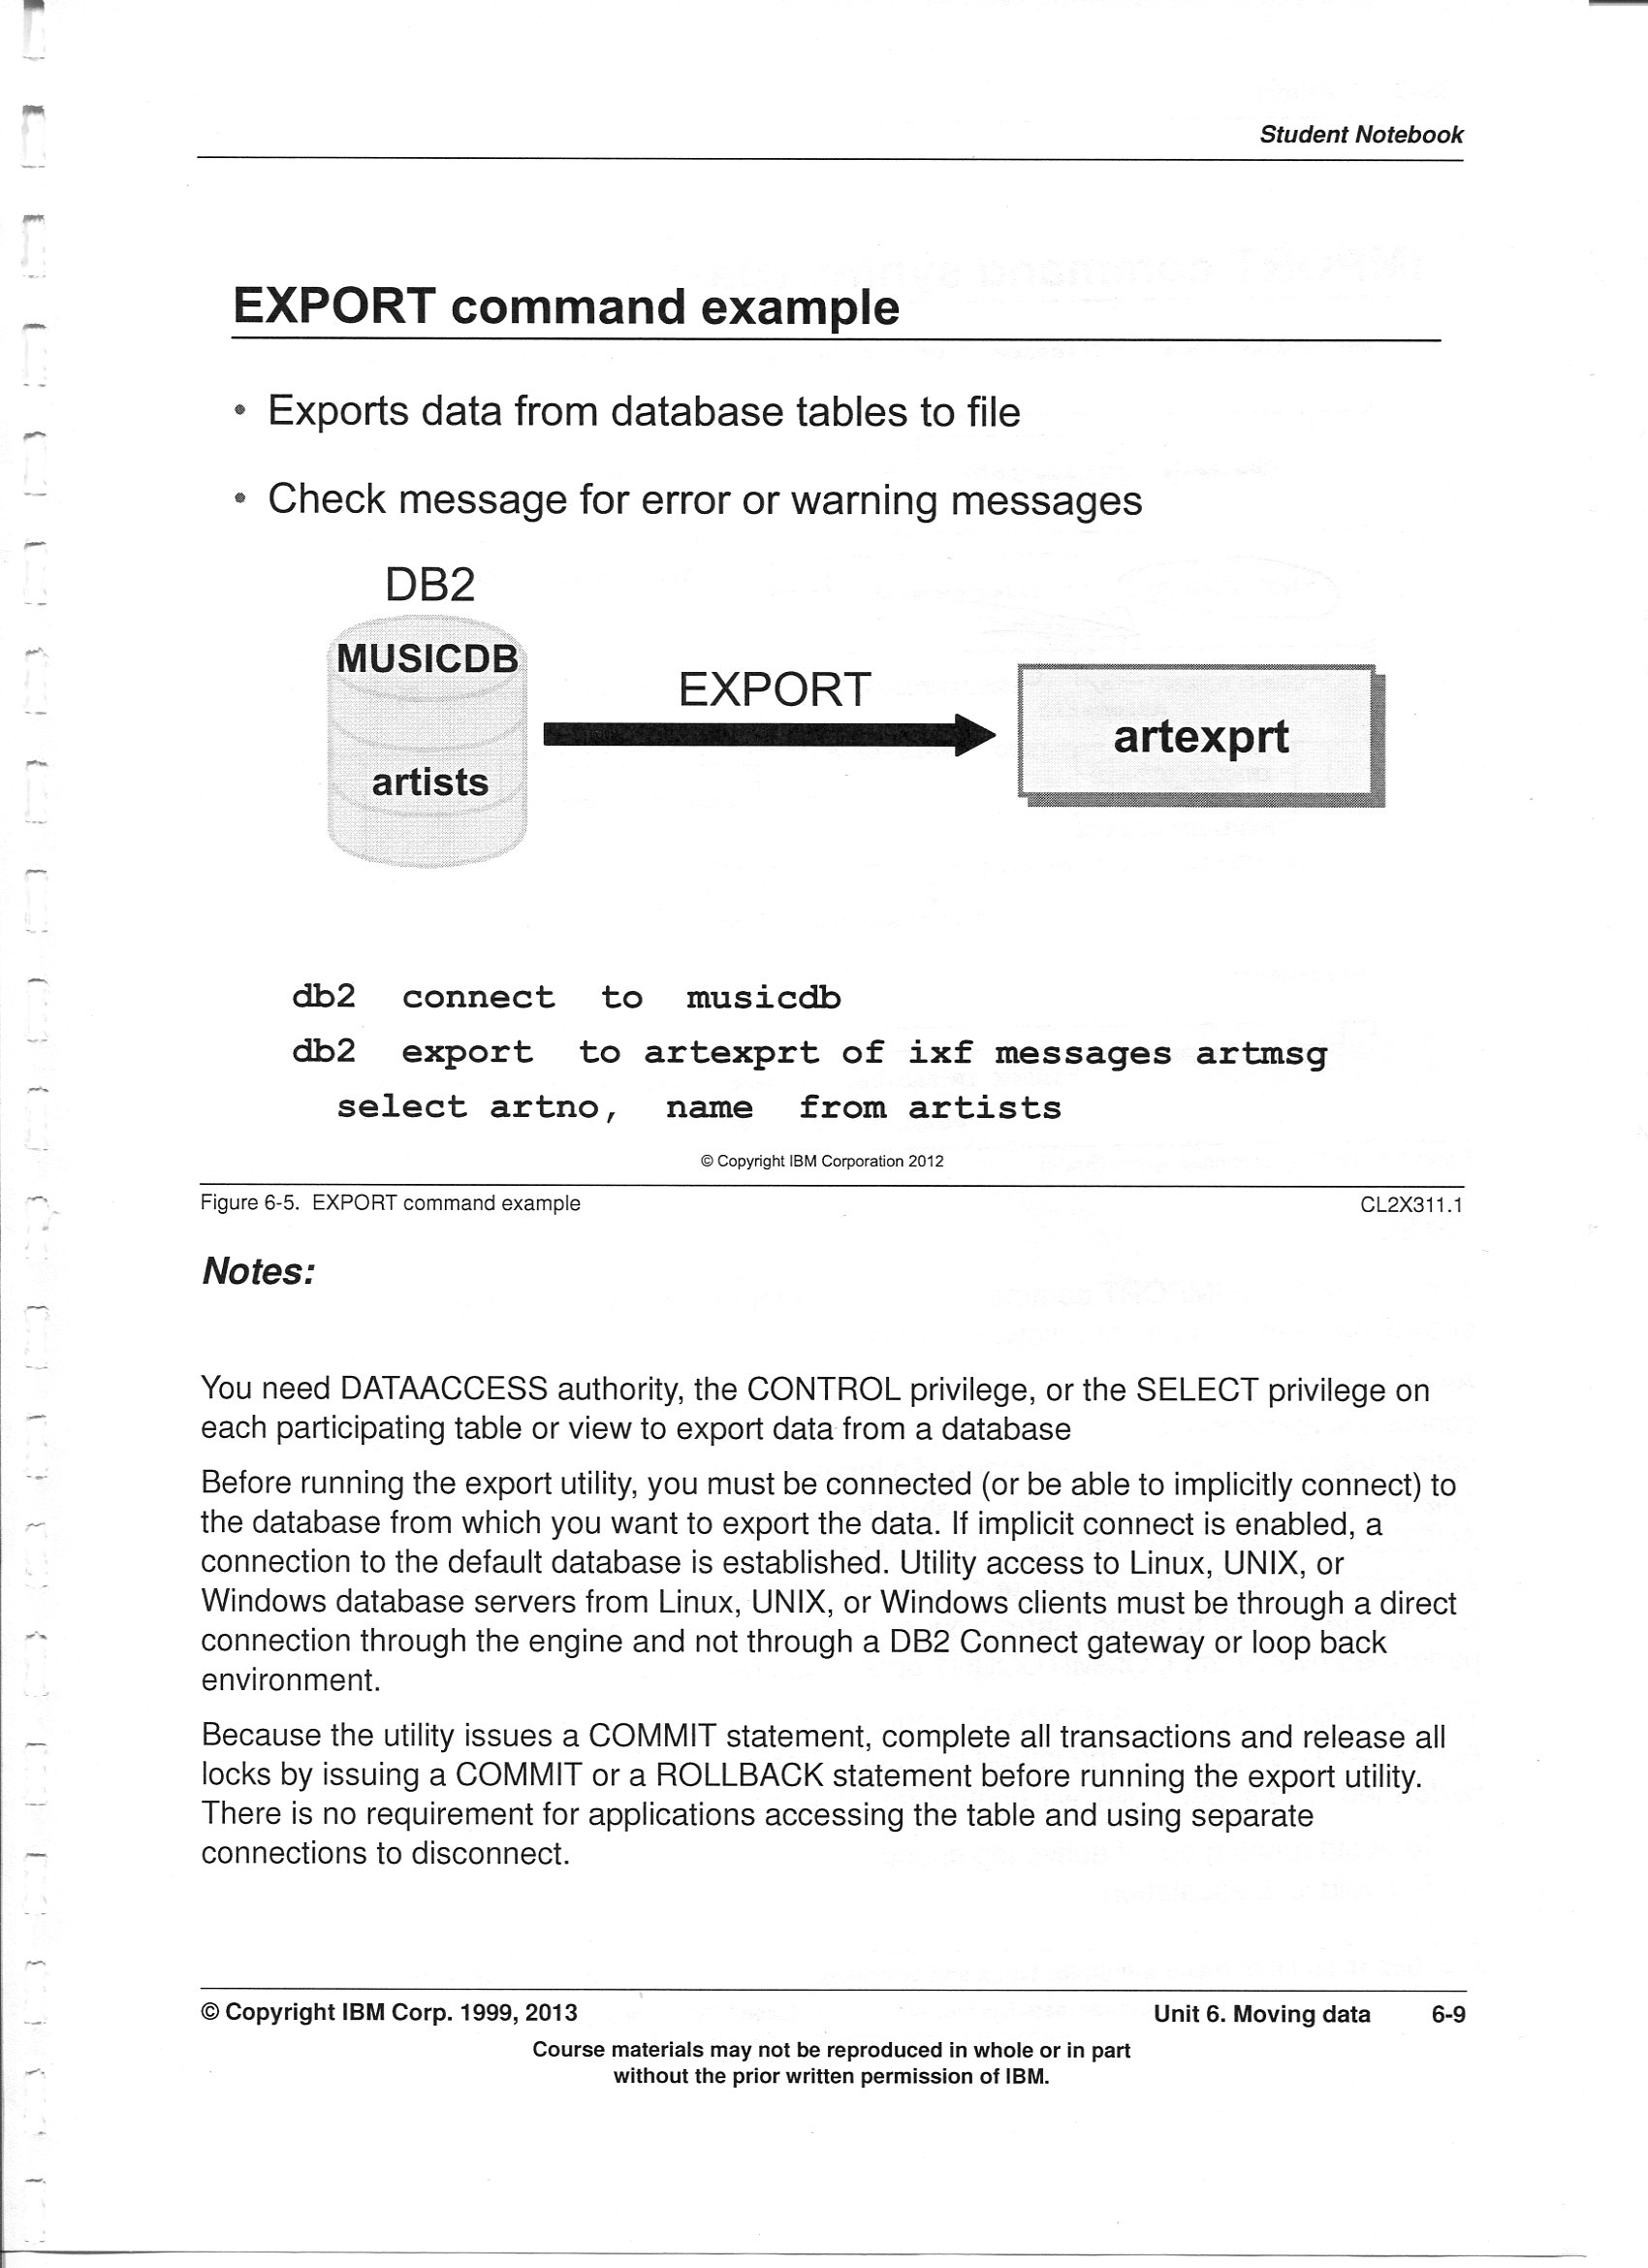 Student Notebook
EXPORT command example
• Exports data from database tables to file
• Check message for error or warning messages
DB2
MUSICDB
artists
EXPORT
artexprt
db2 connect to musicdb
db2 export to artexprt of ixf messages artmsg
select artno, name from artists
© Copyright IBM Corporation 2012
Figure 6-5. EXPORT command example CL2X311.1
Notes:
You need DATAACCESS authority, the CONTROL privilege, or the SELECT privilege on
each participating table or view to export data from a database
Before running the export utility, you must be connected (or be able to implicitly connect) to
the database from which you want to export the data. If implicit connect is enabled, a
connection to the default database is established. Utility access to Linux, UNIX, or
Windows database servers from Linux, UNIX, or Windows clients must be through a direct
connection through the engine and not through a DB2 Connect gateway or loop back
environment.
Because the utility issues a COMMIT statement, complete all transactions and release all
locks by issuing a COMMIT or a ROLLBACK statement before running the export utility.
There is no requirement for applications accessing the table and using separate
connections to disconnect.
© Copyright IBM Corp. 1999, 2013 Unit 6. Moving data 6-9
Course materials may not be reproduced in whole or in part
without the prior written permission of IBM.